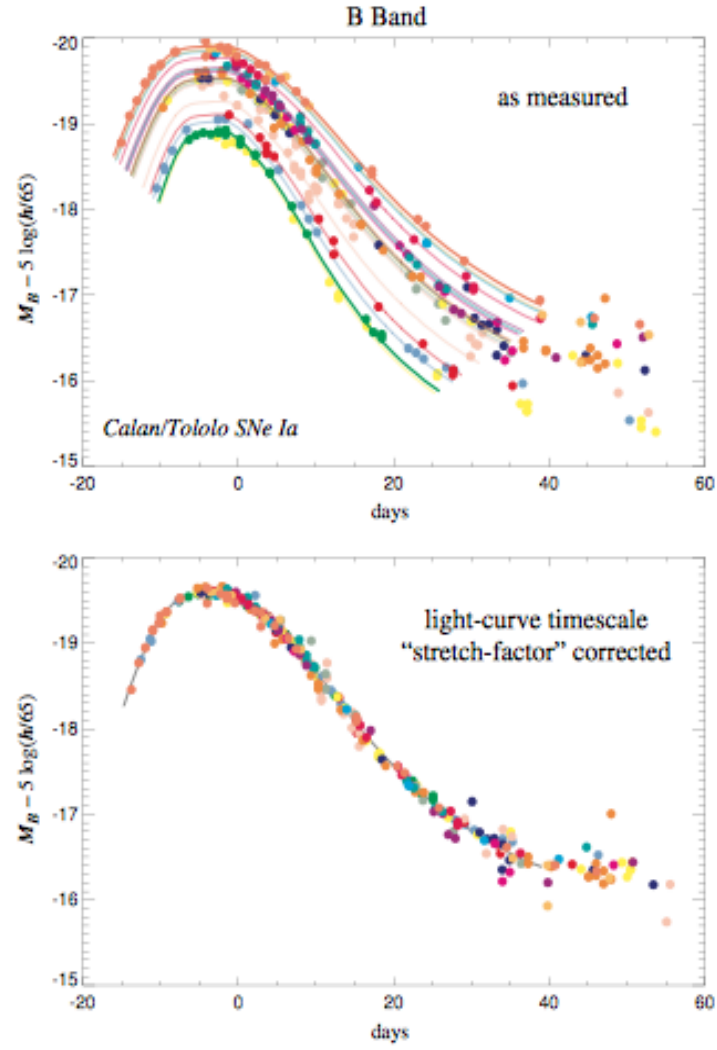 B Band
-20
-19
-18
-17
-16
-15
M_B – 5 log(h/65)
as measured
Calan/Tololo SNe Ia
-20 0 20 40 60
days
-20
-19
-18
-17
-16
-15
M_B – 5 log(h/65)
light-curve timescale
“stretch-factor” corrected
-20 0 20 40 60
days